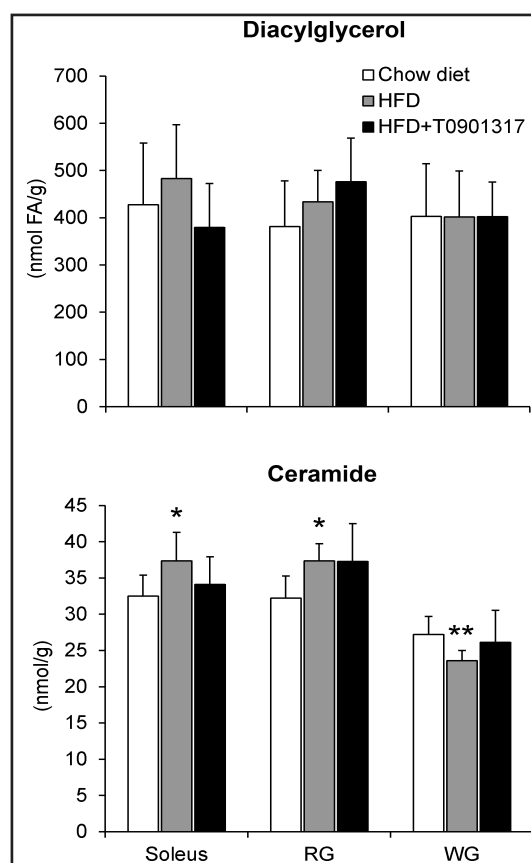 Diacylglycerol
700
600
500
400
300
200
100
0
(nmol FA/g)
Chow diet
HFD
HFD+T0901317
Ceramide
45
40
35
30
25
20
15
10
5
0
(nmol/g)
*
*
**
Soleus RG WG